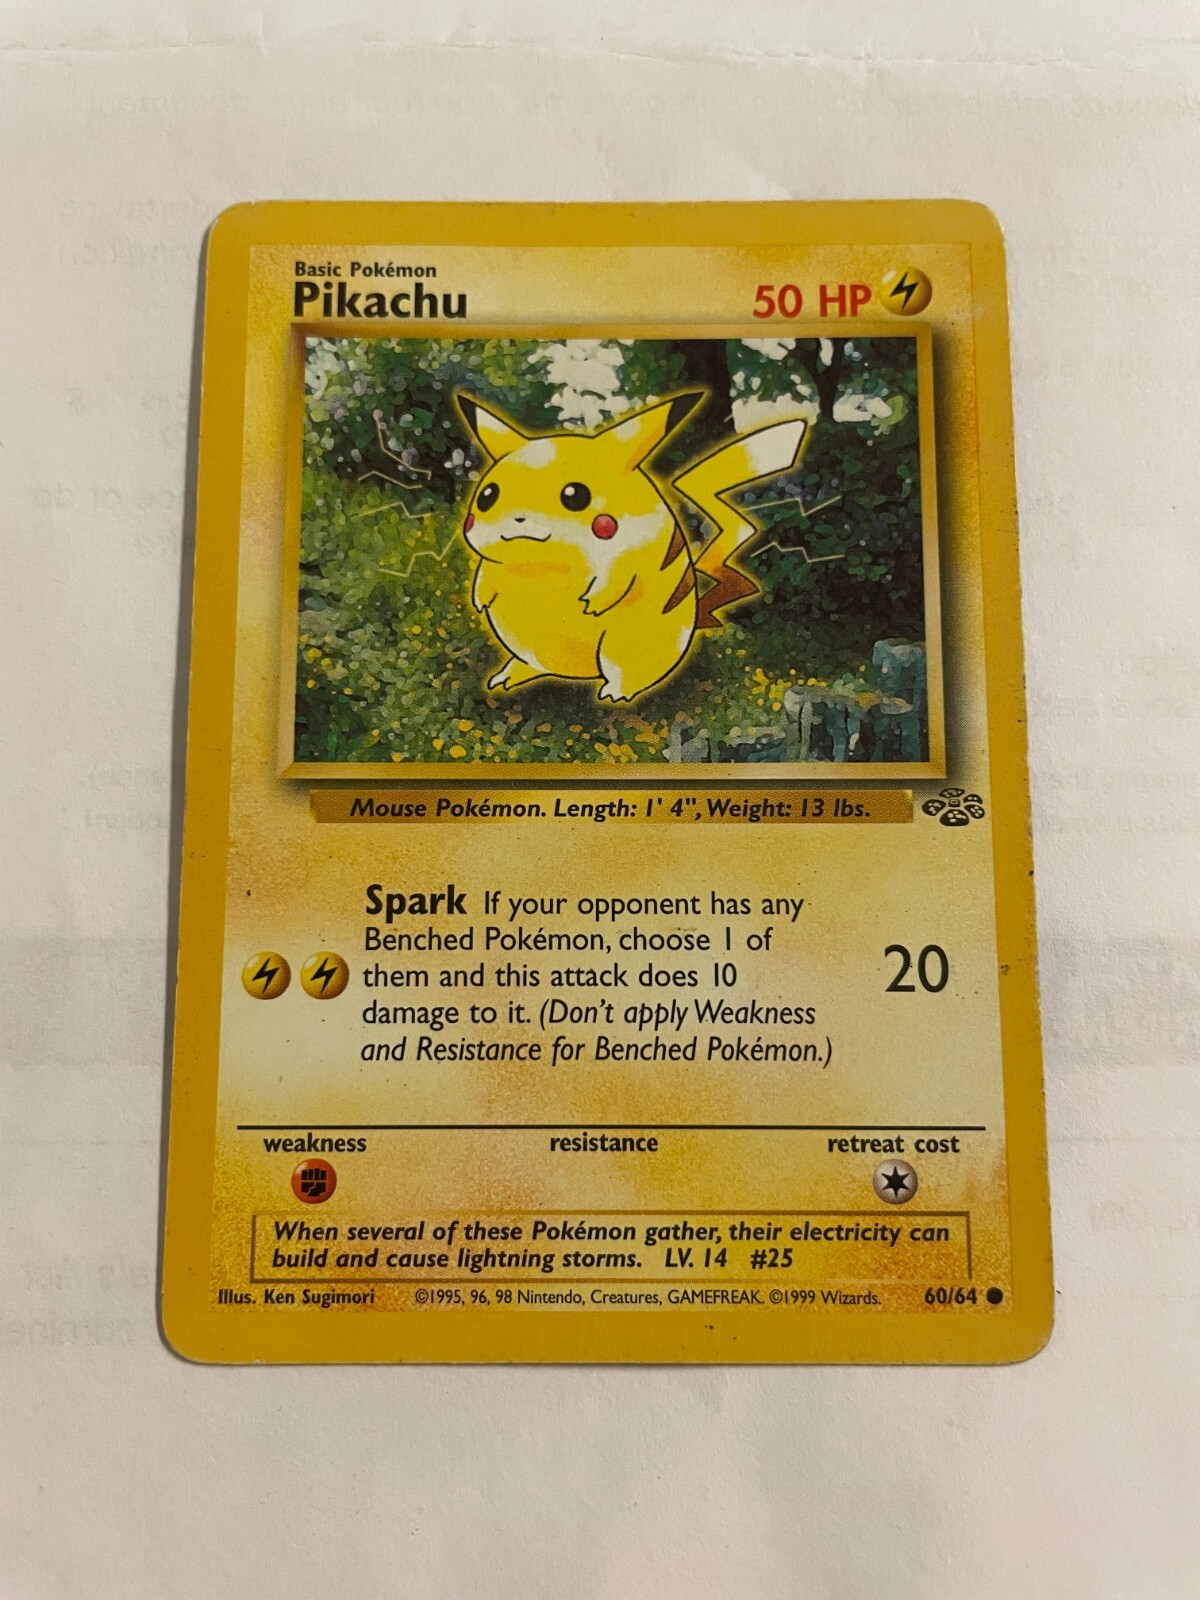 Basic Pokémon
Pikachu
50 HP
Mouse Pokémon. Length: 1' 4", Weight: 13 lbs.
Spark If your opponent has any
Benched Pokémon, choose 1 of
them and this attack does 10
damage to it. (Don't apply Weakness
and Resistance for Benched Pokémon.)
20
weakness resistance retreat cost
When several of these Pokémon gather, their electricity can
build and cause lightning storms. LV. 14 #25
Illus. Ken Sugimori ©1995, 96, 98 Nintendo, Creatures, GAMEFREAK. ©1999 Wizards. 60/64